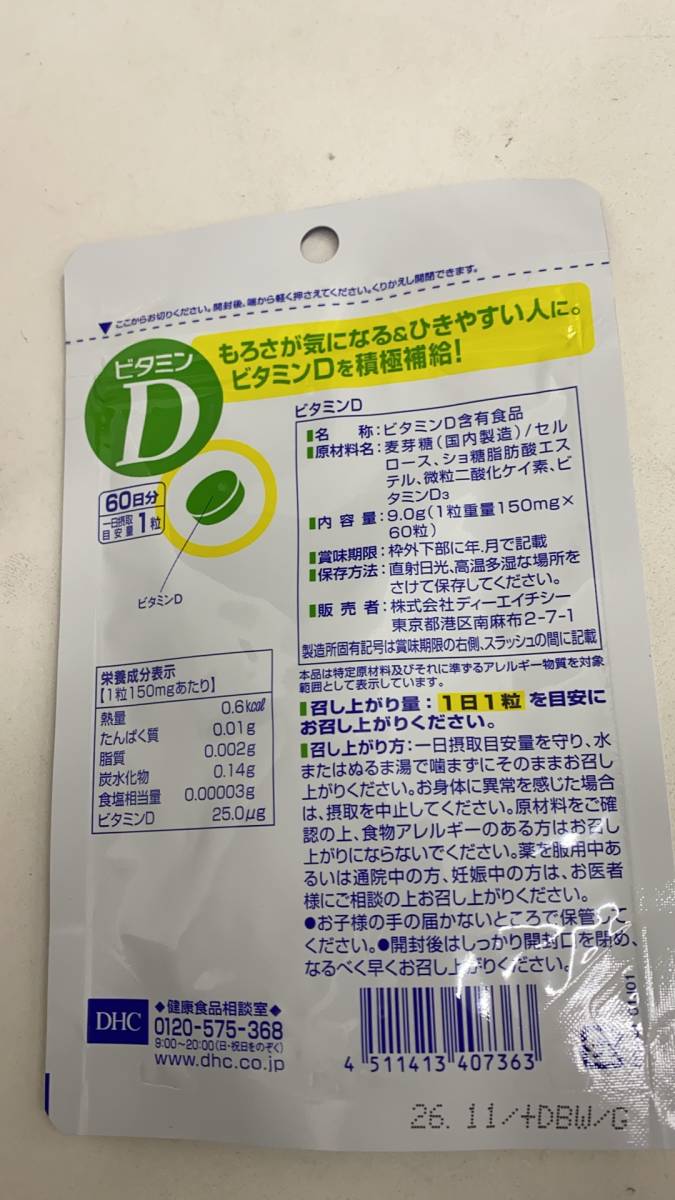 ▼ここからお切りください。開封後、端から軽く押さえてください。くりかえし開閉できます。
もろさが気になる&ひきやすい人に。
ビタミンDを積極補給!
ビタミン
D
60日分
一日摂取
目安量 1粒
ビタミンD
ビタミンD
名 称:ビタミンD含有食品
原材料名:麦芽糖(国内製造)/セル
ロース、ショ糖脂肪酸エス
テル、微粒二酸化ケイ素、ビ
タミンD3
内容量:9.0g(1粒重量150mg×
60粒)
賞味期限:枠外下部に年.月で記載
保存方法:直射日光、高温多湿な場所を
さけて保存してください。
販売者:株式会社ディーエイチシー
東京都港区南麻布2-7-1
製造所固有記号は賞味期限の右側、スラッシュの間に記載
本品は特定原材料及びそれに準ずるアレルギー物質を対象
範囲として表示しています。
召し上がり量:1日1粒を目安に
お召し上がりください。
召し上がり方:一日摂取目安量を守り、水
またはぬるま湯で噛まずにそのままお召し
上がりください。お身体に異常を感じた場合
は、摂取を中止してください。原材料をご確
認の上、食物アレルギーのある方はお召し
上がりにならないでください。薬を服用中あ
るいは通院中の方、妊娠中の方は、お医者
様にご相談の上お召し上がりください。
●お子様の手の届かないところで保管して
ください。●開封後はしっかり開封口を閉め、
なるべく早くお召し上がりください。
栄養成分表示
【1粒150mgあたり】
熱量 0.6kcal
たんぱく質 0.01g
脂質 0.002g
炭水化物 0.14g
食塩相当量 0.00003g
ビタミンD 25.0μg
DHC
◆健康食品相談室◆
0120-575-368
9:00~20:00(日・祝日をのぞく)
www.dhc.co.jp
4 511413 407363
26. 11/+DBW/G